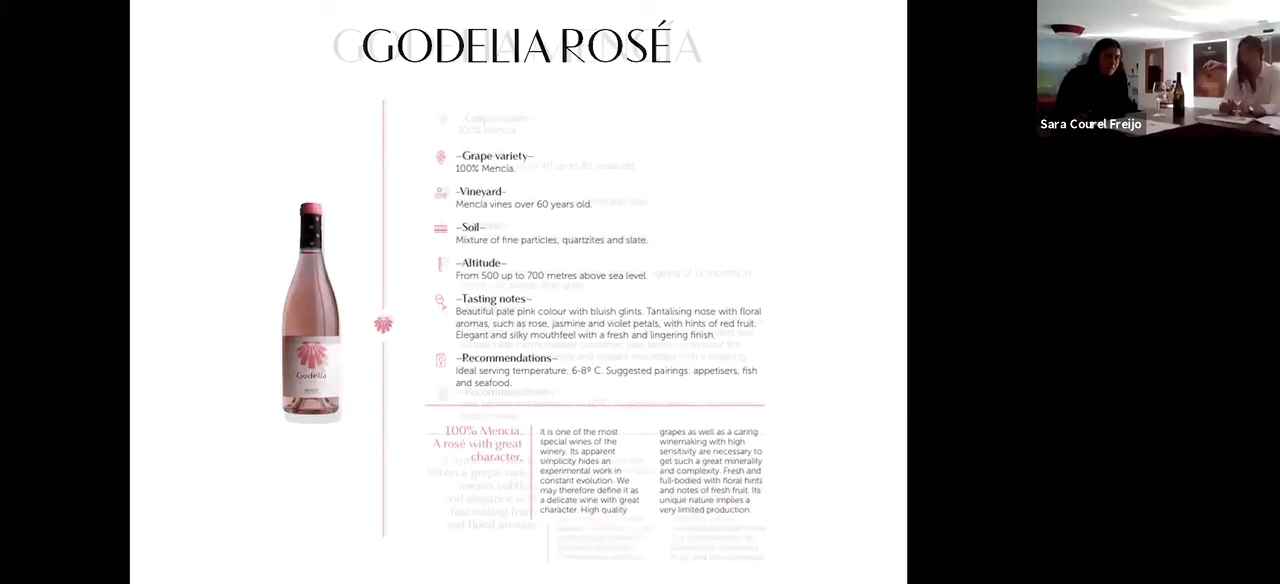 GODELIA ROSÉ
Sara Courel Freijo
–Grape variety–
100% Mencía.
–Vineyard–
Mencía vines over 60 years old.
–Soil–
Mixture of fine particles, quartzites and slate.
–Altitude–
From 500 up to 700 metres above sea level.
–Tasting notes–
Beautiful pale pink colour with bluish glints. Tantalising nose with floral
aromas, such as rose, jasmine and violet petals, with hints of red fruit.
Elegant and silky mouthfeel with a fresh and lingering finish.
–Recommendations–
Ideal serving temperature: 6-8º C. Suggested pairings: appetisers, fish
and seafood.
Godelia
100% Mencía.
A rosé with great
character.
It is one of the most
special wines of the
winery. Its apparent
simplicity hides an
experimental work in
constant evolution. We
may therefore define it as
a delicate wine with great
character. High quality
grapes as well as a caring
winemaking with high
sensitivity are necessary to
get such a great minerality
and complexity. Fresh and
full-bodied with floral hints
and notes of fresh fruit. Its
unique nature implies a
very limited production.